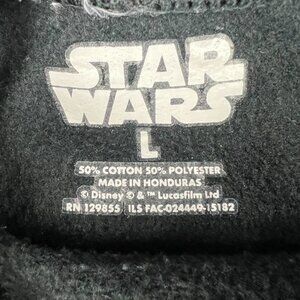 STAR
WARS
L
50% COTTON 50% POLYESTER
MADE IN HONDURAS
© Disney © & ™ Lucasfilm Ltd
RN 129855 ILS FAC-024449-15182